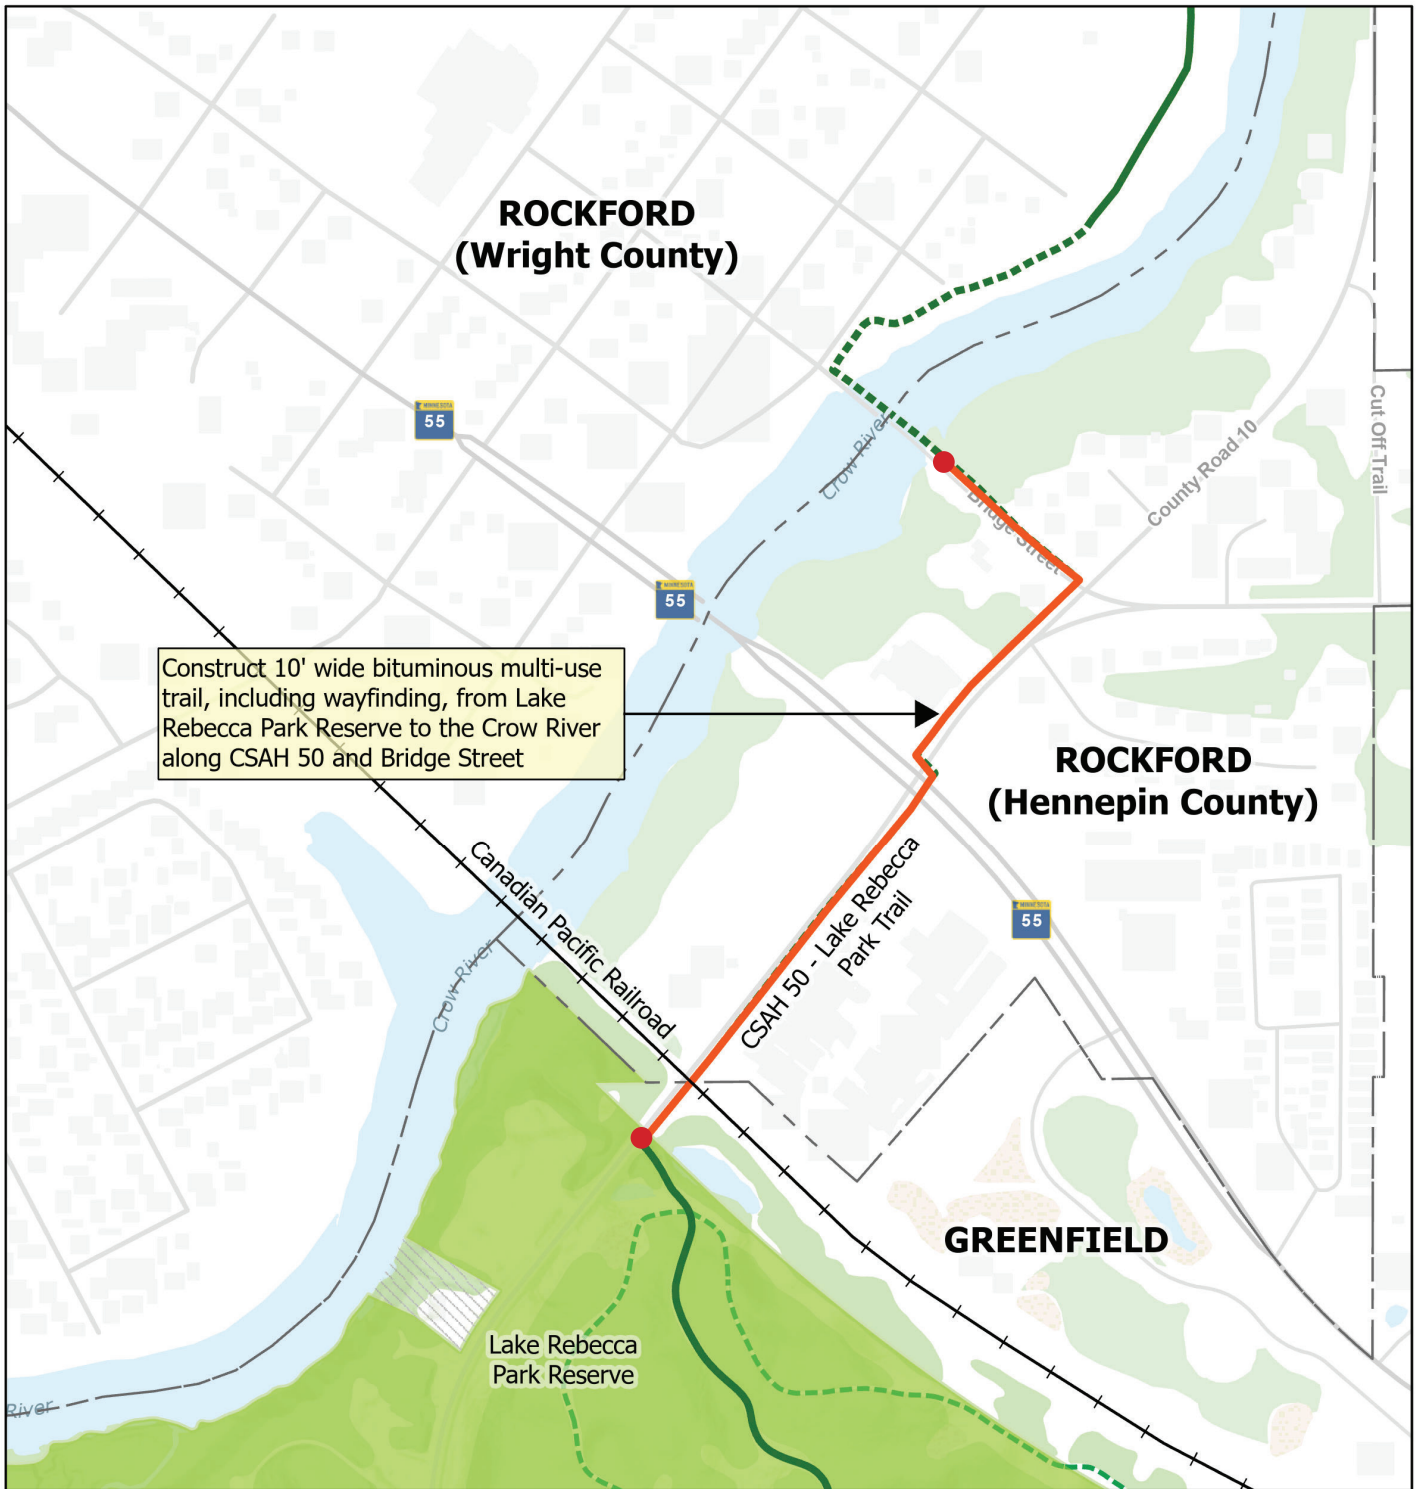 ROCKFORD
(Wright County)
MINNESOTA
55
Cut Off Trail
County Road 10
Crow River
Bridge Street
MINNESOTA
55
Construct 10' wide bituminous multi-use
trail, including wayfinding, from Lake
Rebecca Park Reserve to the Crow River
along CSAH 50 and Bridge Street
ROCKFORD
(Hennepin County)
Canadian Pacific Railroad
CSAH 50 - Lake Rebecca
Park Trail
MINNESOTA
55
Crow River
GREENFIELD
Lake Rebecca
Park Reserve
River